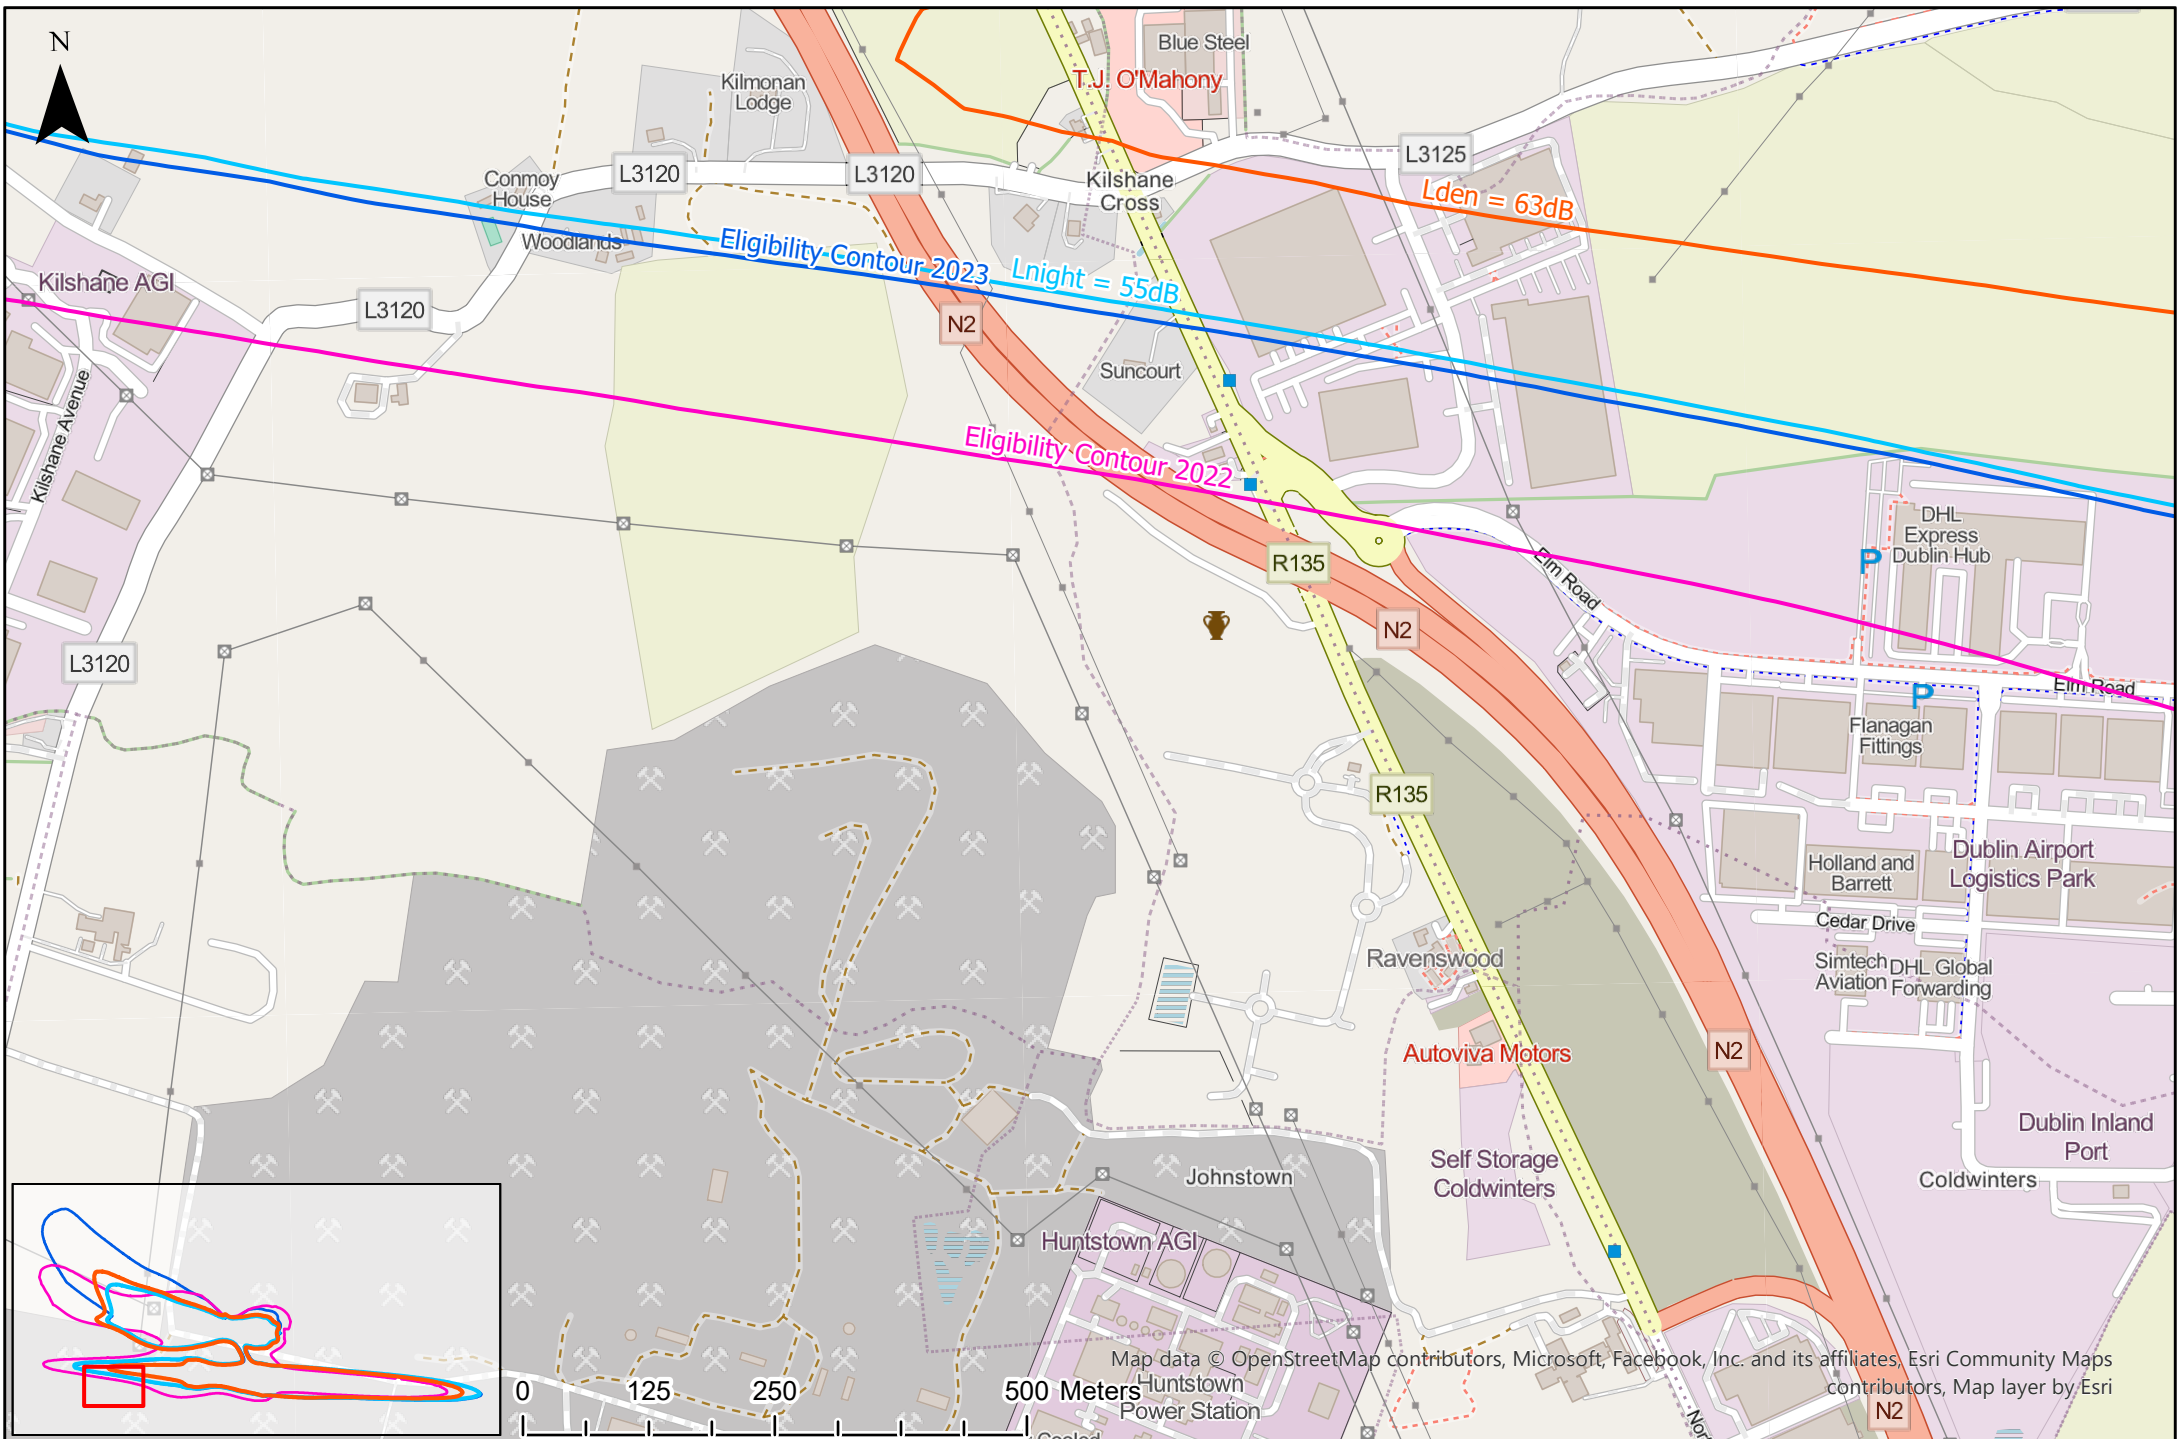 N
Blue Steel
T.J. O'Mahony
Kilmonan
Lodge
L3120
L3120
L3125
Conmoy
House
Kilshane
Cross
Lden = 63dB
Woodlands
Eligibility Contour 2023
Lnight = 55dB
Kilshane AGI
L3120
N2
Suncourt
Kilshane Avenue
Eligibility Contour 2022
DHL
Express
Dublin Hub
P
R135
Elm Road
N2
L3120
Elm Road
P
Flanagan
Fittings
R135
Dublin Airport
Logistics Park
Holland and
Barrett
Cedar Drive
Ravenswood
Simtech
Aviation
DHL Global
Forwarding
Autoviva Motors
N2
Dublin Inland
Port
Self Storage
Coldwinters
Johnstown
Coldwinters
Huntstown AGI
Map data © OpenStreetMap contributors, Microsoft, Facebook, Inc. and its affiliates, Esri Community Maps
contributors, Map layer by Esri
0 125 250 500 Meters
Huntstown
Power Station
N2